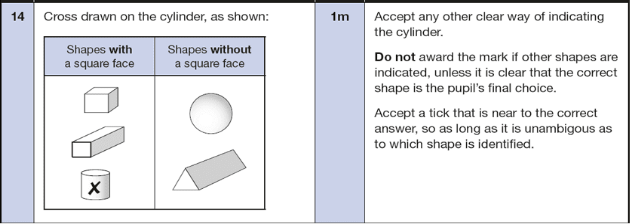 14 Cross drawn on the cylinder, as shown:
Shapes with
a square face
Shapes without
a square face
✗
1m
Accept any other clear way of indicating
the cylinder.
Do not award the mark if other shapes are
indicated, unless it is clear that the correct
shape is the pupil's final choice.
Accept a tick that is near to the correct
answer, so as long as it is unambigous as
to which shape is identified.